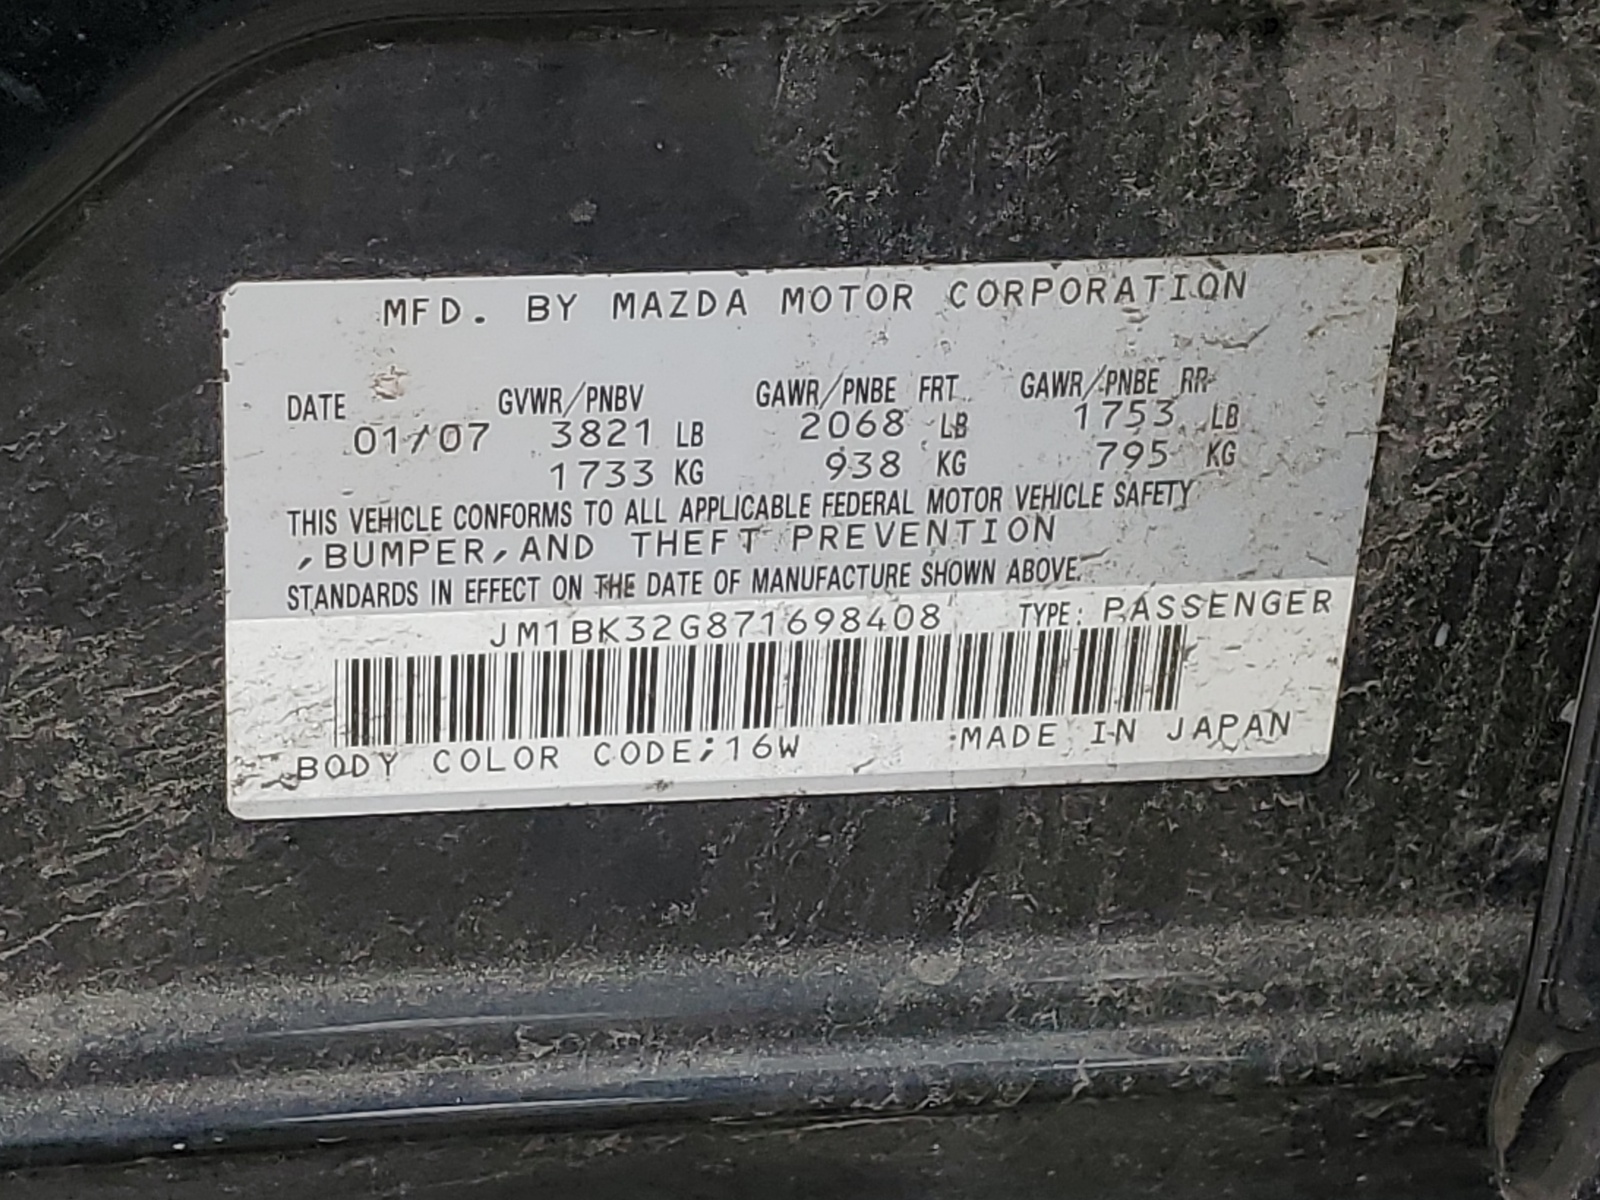 MFD. BY MAZDA MOTOR CORPORATION
DATE GVWR/PNBV GAWR/PNBE FRT GAWR/PNBE RR
01/07 3821 LB 2068 LB 1753 LB
1733 KG 938 KG 795 KG
THIS VEHICLE CONFORMS TO ALL APPLICABLE FEDERAL MOTOR VEHICLE SAFETY
,BUMPER,AND THEFT PREVENTION
STANDARDS IN EFFECT ON THE DATE OF MANUFACTURE SHOWN ABOVE.
JM1BK32G871698408 TYPE: PASSENGER
BODY COLOR CODE;16W MADE IN JAPAN